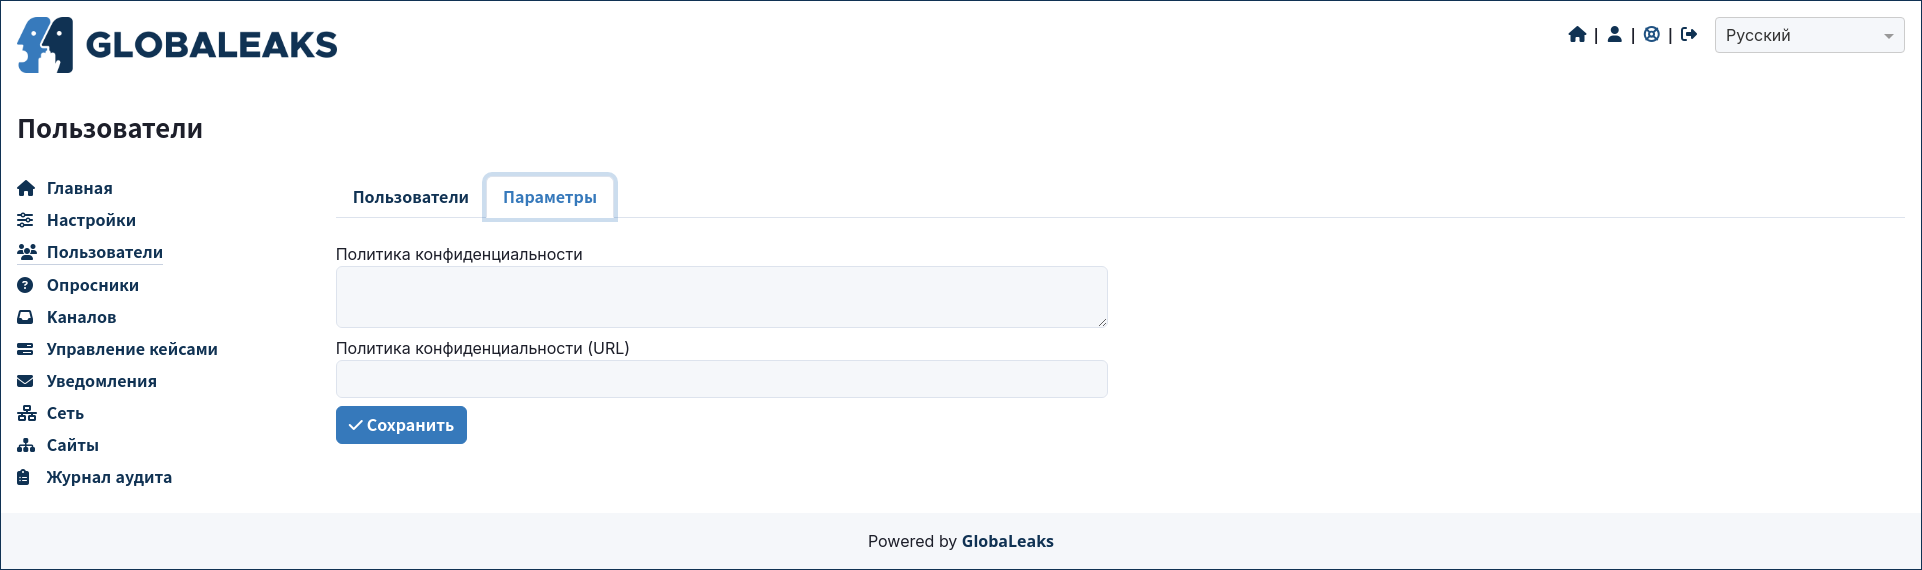 GLOBALEAKS
| | |
Русский
Пользователи
Главная
Настройки
Пользователи
Опросники
Каналов
Управление кейсами
Уведомления
Сеть
Сайты
Журнал аудита
Пользователи
Параметры
Политика конфиденциальности
Политика конфиденциальности (URL)
Сохранить
Powered by GlobaLeaks